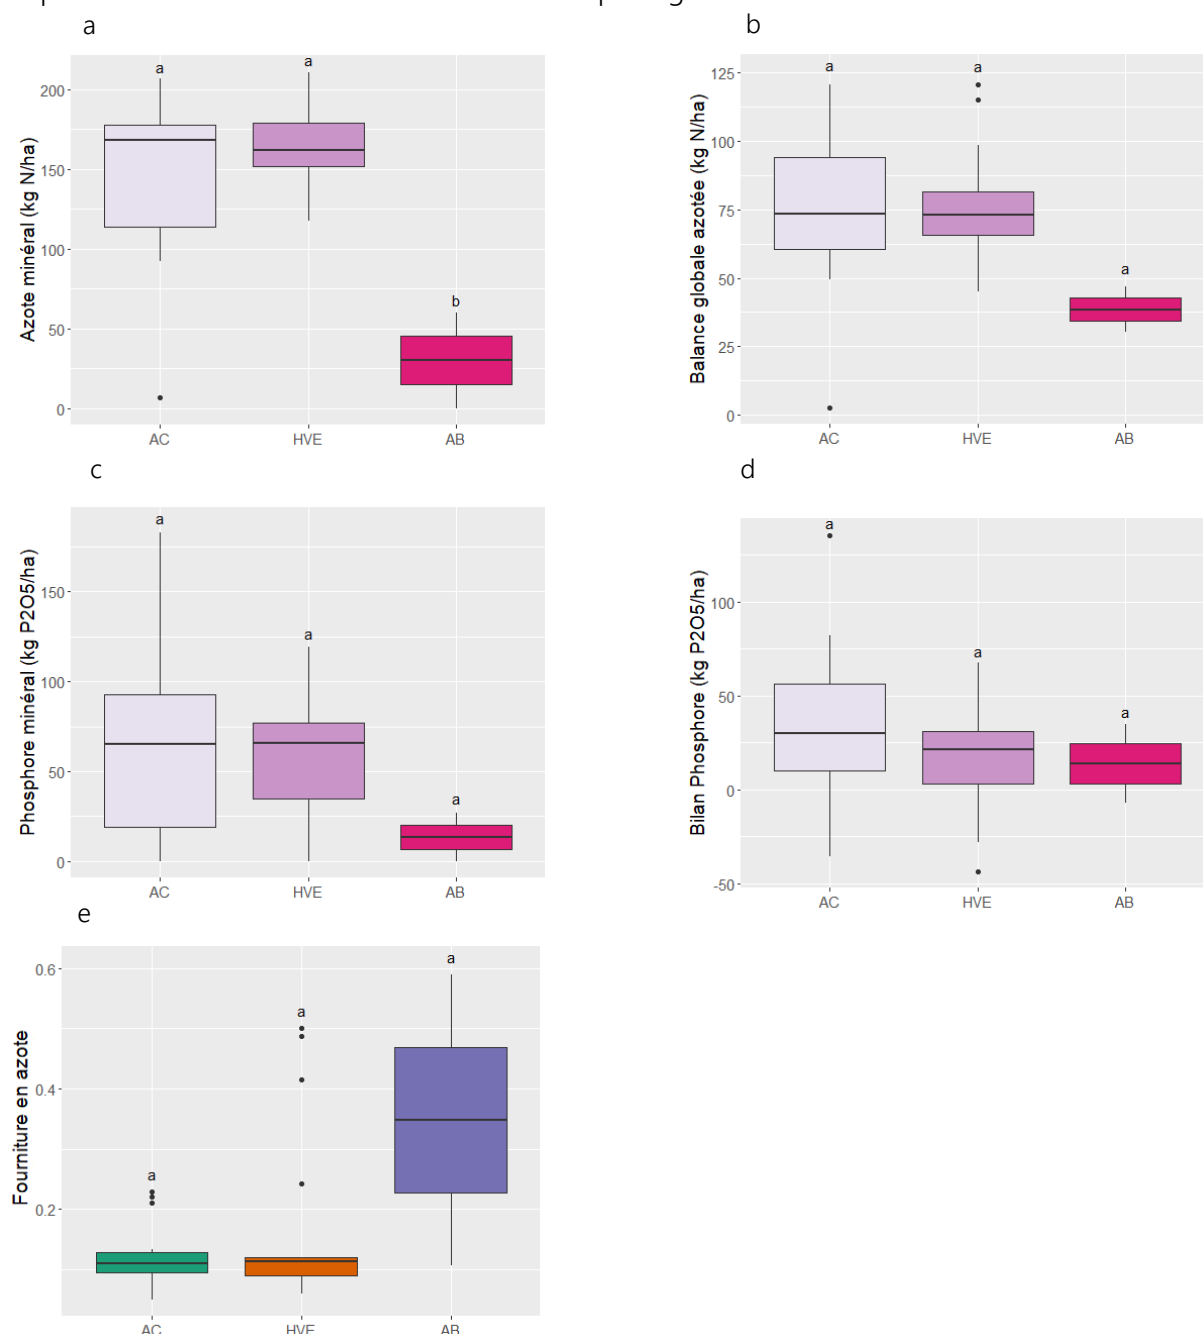 a
b
a
a
b
200
150
100
50
0
Azote minéral (kg N/ha)
AC
HVE
AB
a
a
a
125
100
75
50
25
0
Balance globale azotée (kg N/ha)
AC
HVE
AB
c
d
a
a
a
150
100
50
0
Phosphore minéral (kg P2O5/ha)
AC
HVE
AB
a
a
a
100
50
0
-50
Bilan Phosphore (kg P2O5/ha)
AC
HVE
AB
e
a
a
a
0.6
0.4
0.2
Fourniture en azote
AC
HVE
AB